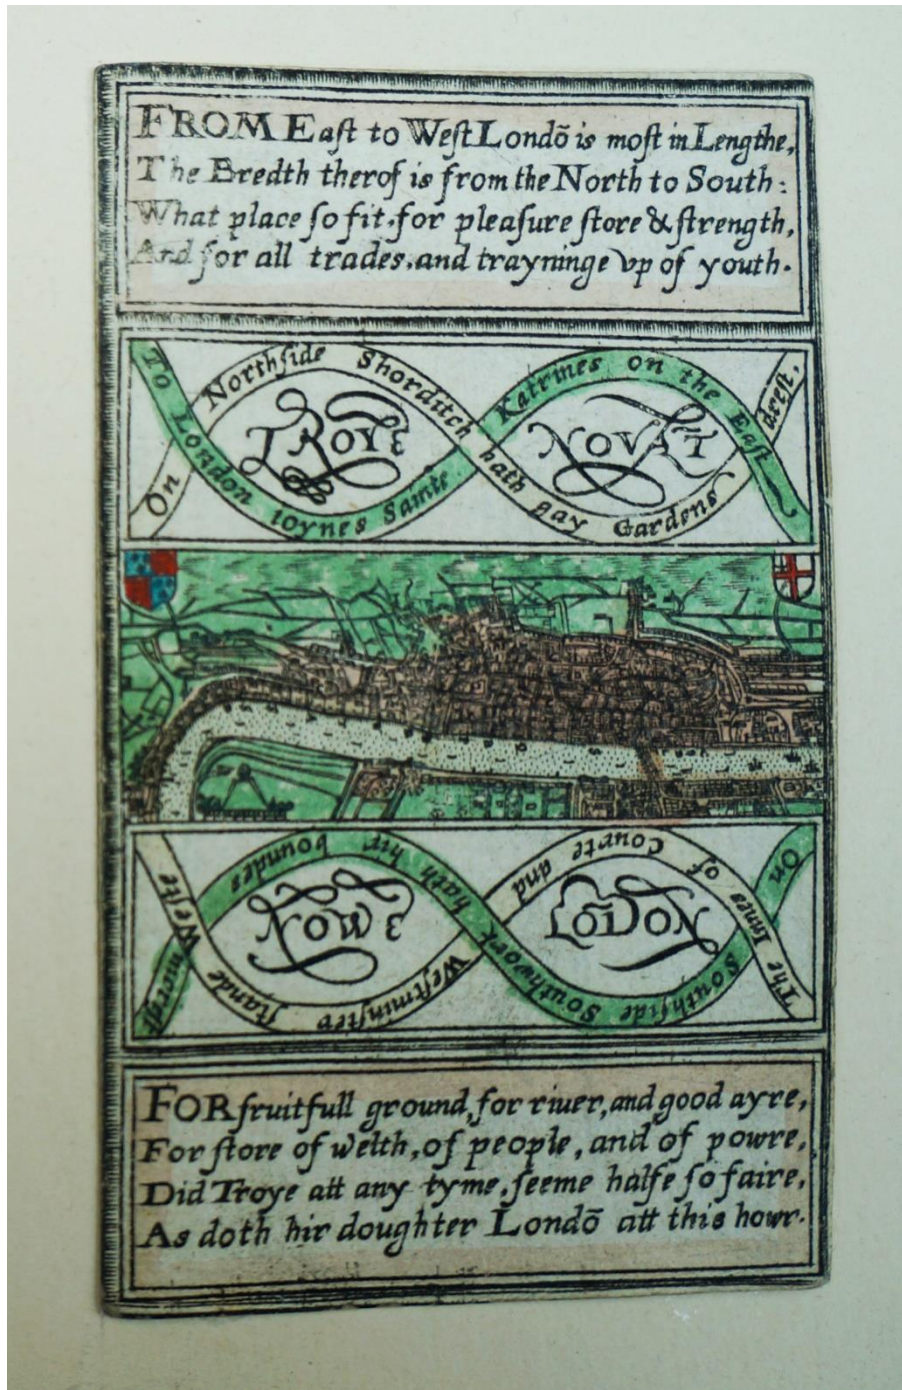 FROM Eaſt to Weſt Londō is moſt in Lengthe,
The Bredth therof is from the North to South:
What place ſo fit, for pleaſure ſtore & ſtrength,
And for all trades, and trayninge vp of youth.
To London ioynes Sainte Katrines on the Eaſt
On Northſide Shorditch hath gay Gardens dreſt,
TROYE NOVA'T
NOWE LŌDON
On Southſide Southwork hath hir boundes
The Innes of Courte and Weſtminſter ſtande Weſte
FOR fruitfull ground, for riuer, and good ayre,
For ſtore of welth, of people, and of powre,
Did Troye att any tyme, ſeeme halfe ſo faire,
As doth hir doughter Londō att this howr.